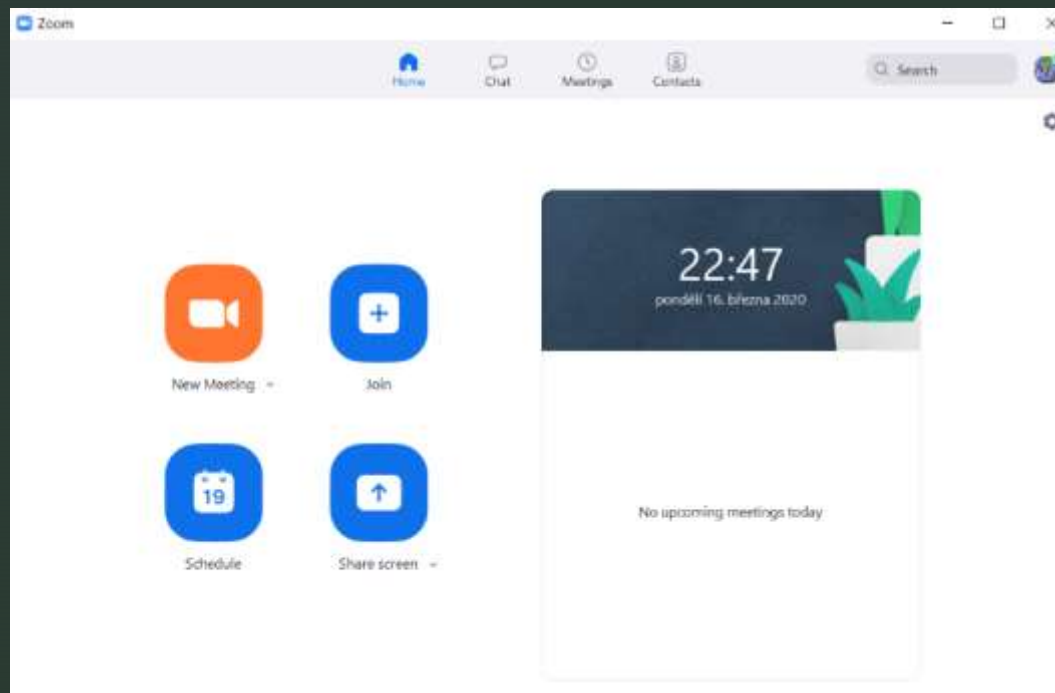 Zoom
Home
Chat
Meetings
Contacts
Search
22:47
pondělí 16. března 2020
New Meeting
Join
19
Schedule
Share screen
No upcoming meetings today